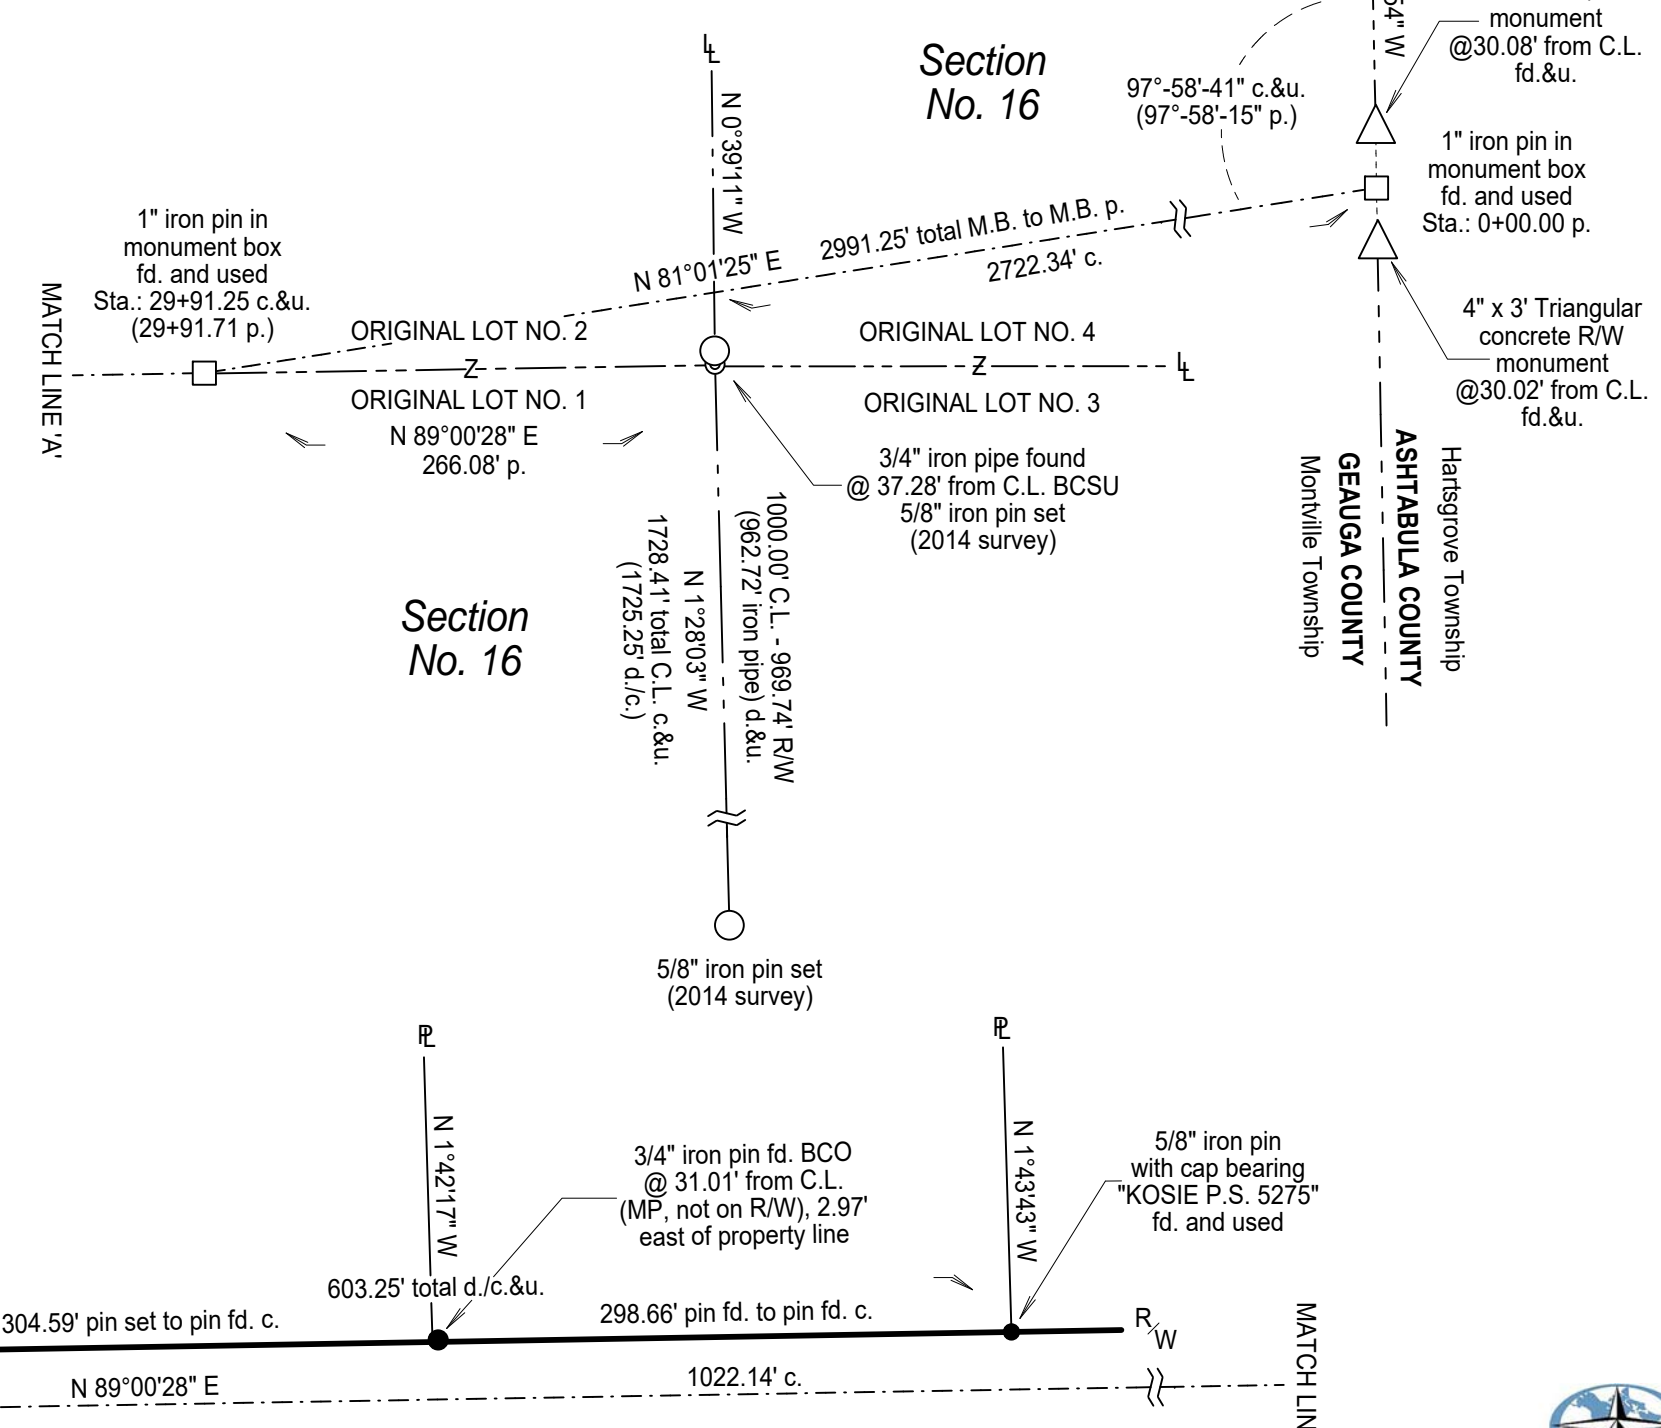 54" W
monument
@30.08' from C.L.
fd.&u.
Section
No. 16
97°-58'-41" c.&u.
(97°-58'-15" p.)
1" iron pin in
monument box
fd. and used
Sta.: 0+00.00 p.
LL
N 0°39'11" W
1" iron pin in
monument box
fd. and used
Sta.: 29+91.25 c.&u.
(29+91.71 p.)
N 81°01'25" E
2991.25' total M.B. to M.B. p.
2722.34' c.
MATCH LINE 'A'
ORIGINAL LOT NO. 2
ORIGINAL LOT NO. 4
Z
Z
LL
ORIGINAL LOT NO. 1
ORIGINAL LOT NO. 3
N 89°00'28" E
266.08' p.
4" x 3' Triangular
concrete R/W
monument
@30.02' from C.L.
fd.&u.
3/4" iron pipe found
@ 37.28' from C.L. BCSU
5/8" iron pin set
(2014 survey)
Hartsgrove Township
ASHTABULA COUNTY
GEAUGA COUNTY
Montville Township
1000.00' C.L. - 969.74' R/W
(962.72' iron pipe) d.&u.
N 1°28'03" W
1728.41' total C.L. c.&u.
(1725.25' d./c.)
Section
No. 16
5/8" iron pin set
(2014 survey)
PL
N 1°42'17" W
PL
N 1°43'43" W
3/4" iron pin fd. BCO
@ 31.01' from C.L.
(MP, not on R/W), 2.97'
east of property line
5/8" iron pin
with cap bearing
"KOSIE P.S. 5275"
fd. and used
603.25' total d./c.&u.
304.59' pin set to pin fd. c.
298.66' pin fd. to pin fd. c.
R/W
MATCH LIN
N 89°00'28" E
1022.14' c.